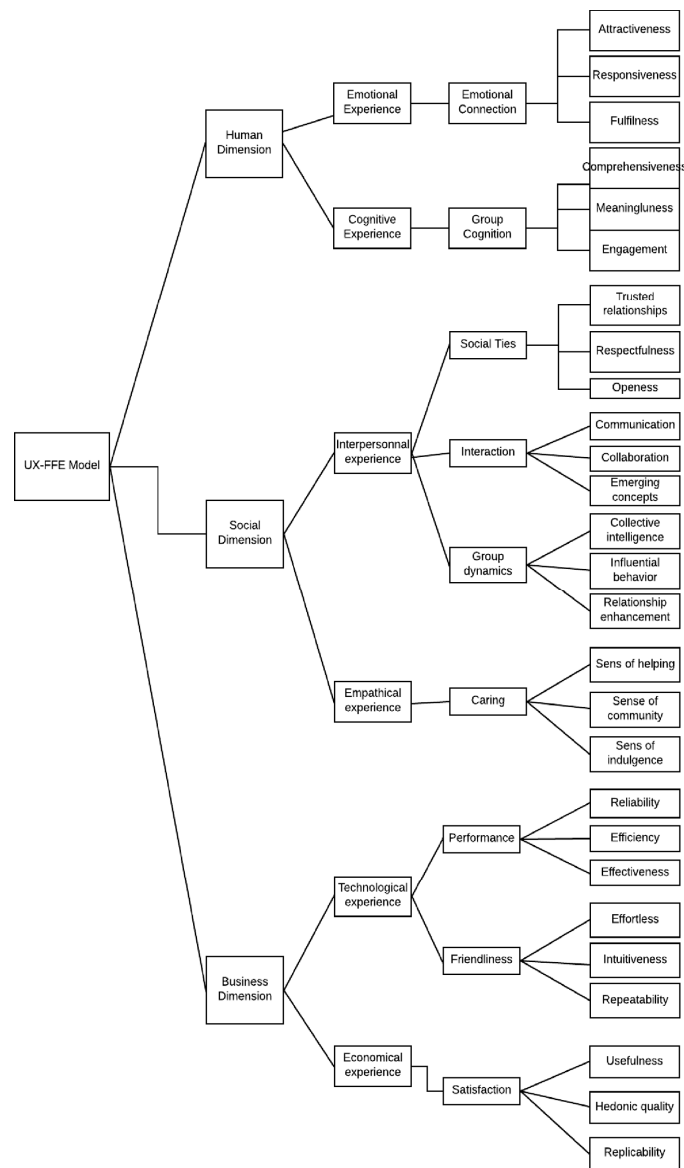 Attractiveness
Emotional
Experience
Emotional
Connection
Responsiveness
Human
Dimension
Fulfilness
Comprehensiveness
Cognitive
Experience
Group
Cognition
Meaningluness
Engagement
Trusted
relationships
Social Ties
Respectfulness
Openess
Communication
UX-FFE Model
Interpersonnal
experience
Interaction
Collaboration
Emerging
concepts
Social
Dimension
Collective
intelligence
Group
dynamics
Influential
behavior
Relationship
enhancement
Sens of helping
Empathical
experience
Caring
Sense of
community
Sens of
indulgence
Reliability
Performance
Efficiency
Technological
experience
Effectiveness
Effortless
Friendliness
Intuitiveness
Business
Dimension
Repeatability
Economical
experience
Usefulness
Satisfaction
Hedonic quality
Replicability